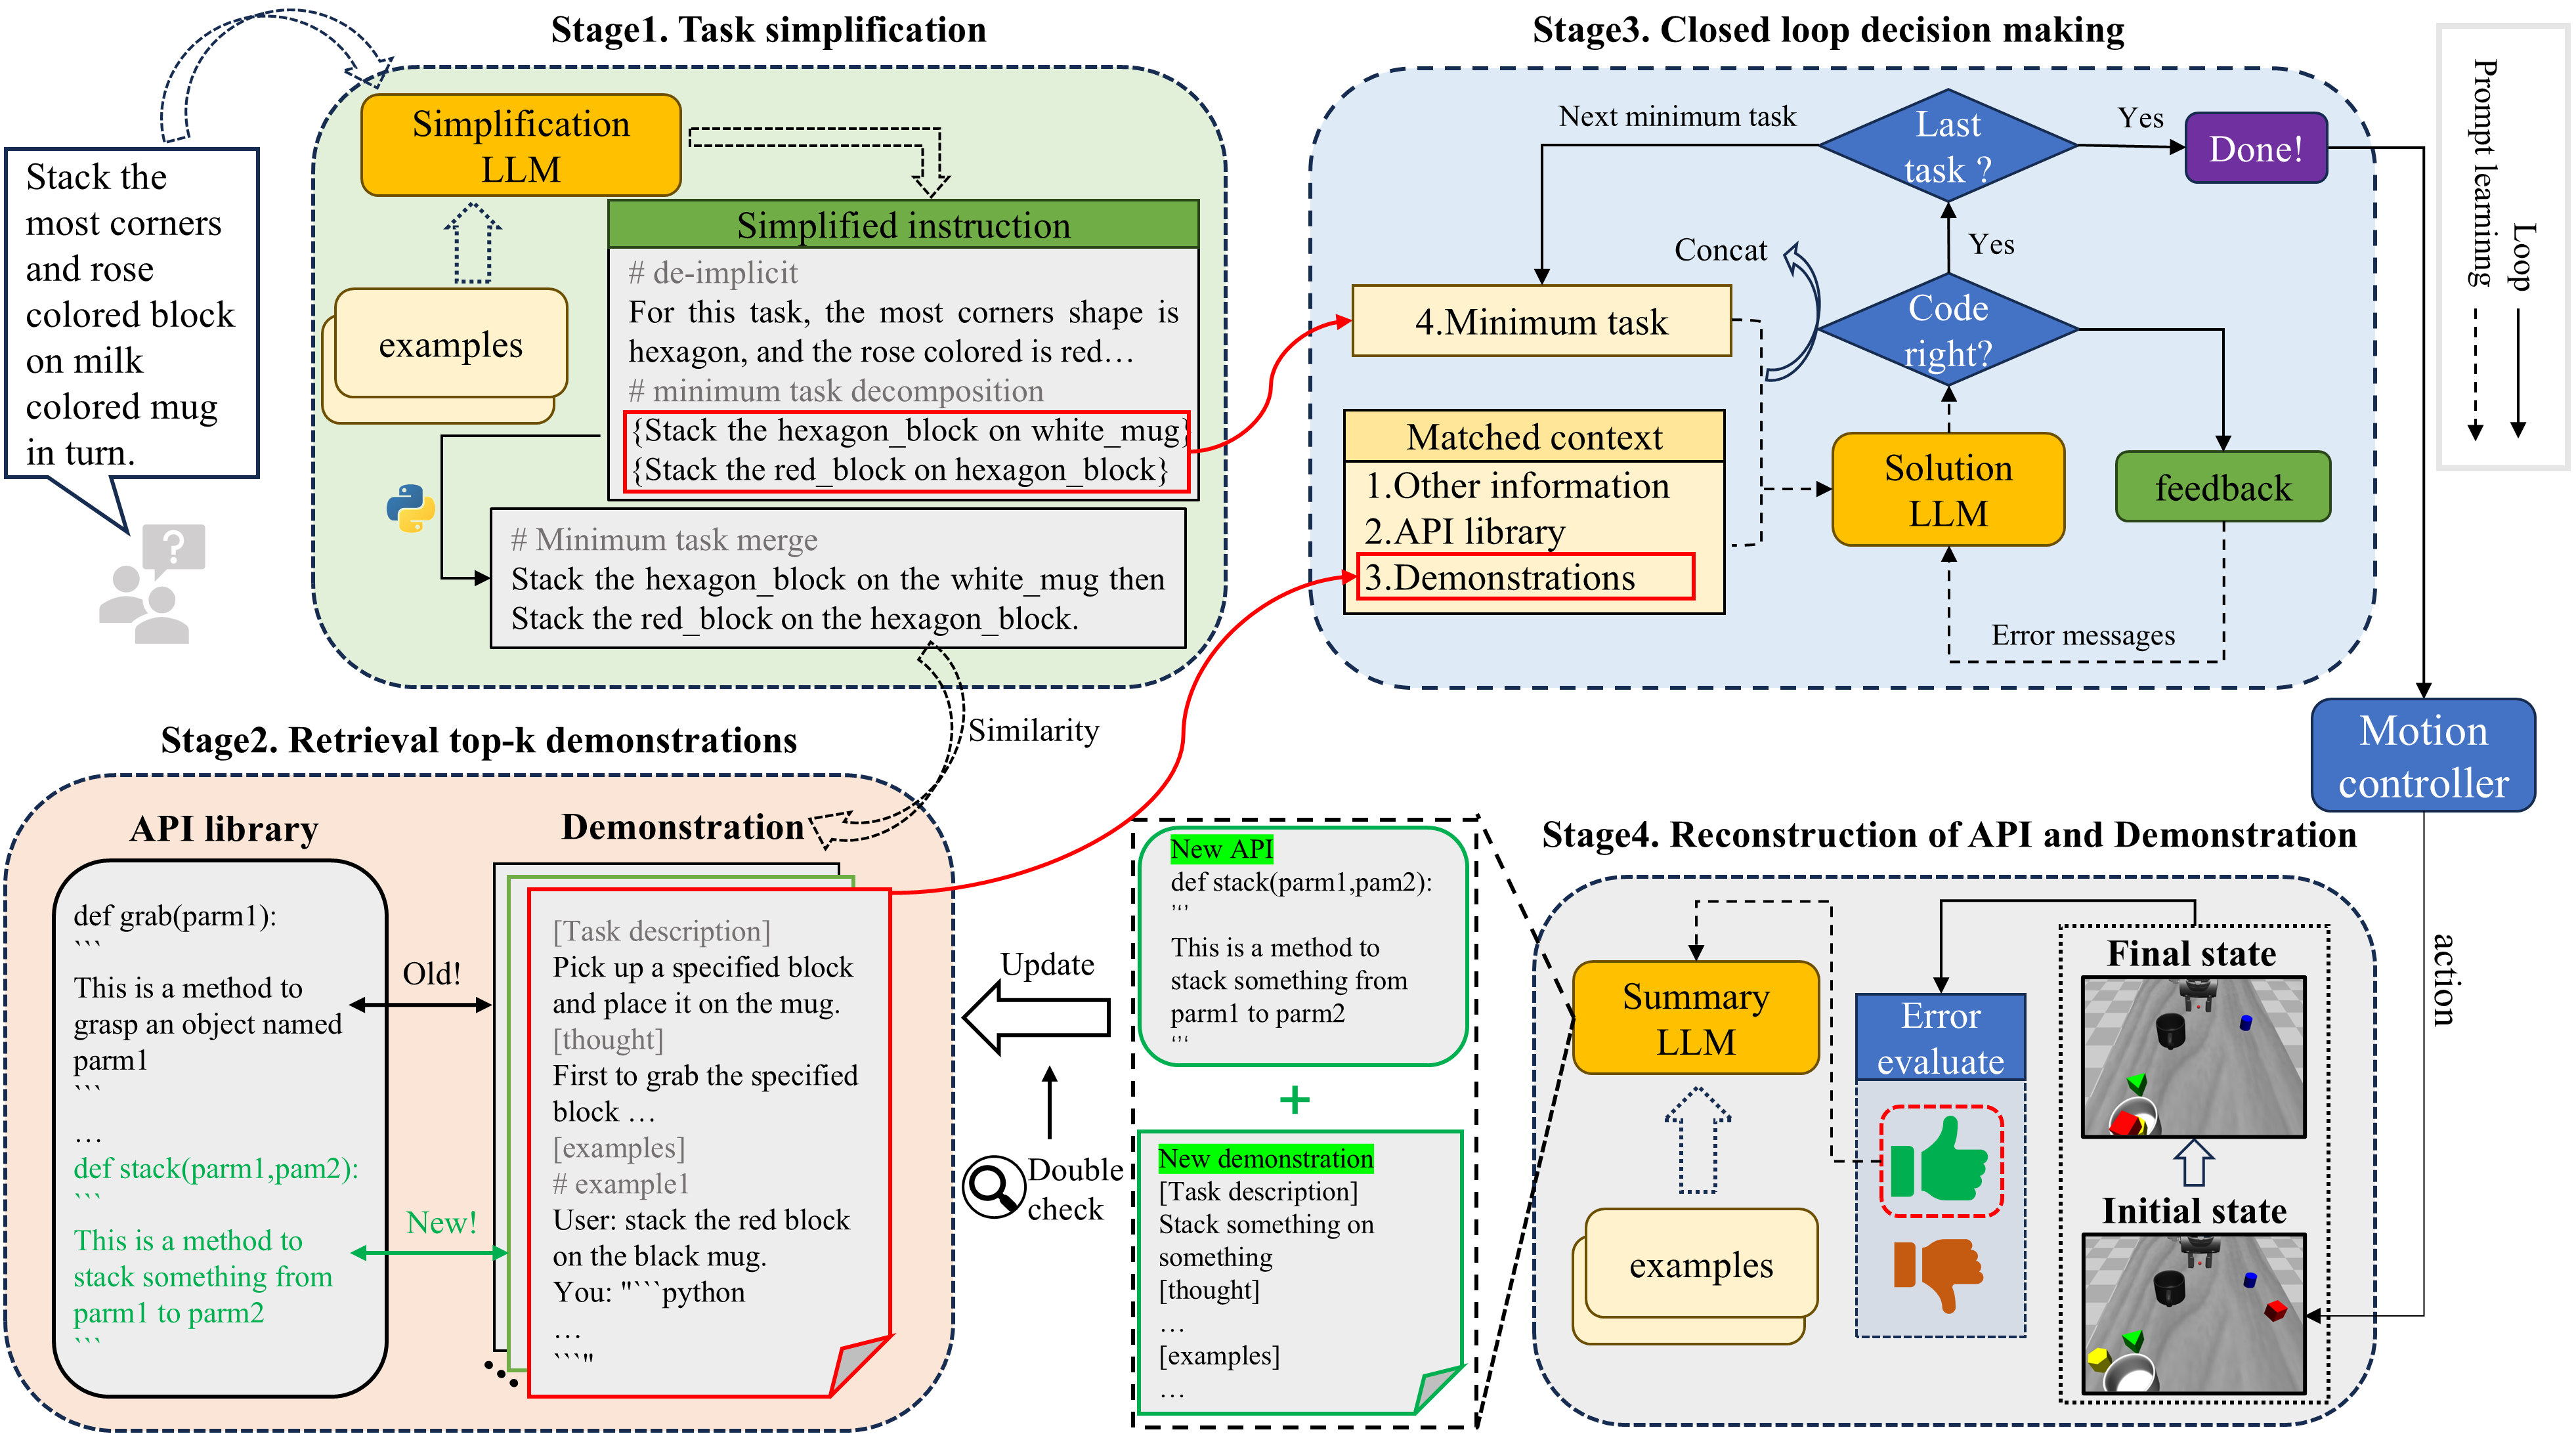 Stage1. Task simplification
Stack the
most corners
and rose
colored block
on milk
colored mug
in turn.
?
Simplification
LLM
examples
Simplified instruction
# de-implicit
For this task, the most corners shape is
hexagon, and the rose colored is red…
# minimum task decomposition
{Stack the hexagon_block on white_mug}
{Stack the red_block on hexagon_block}
# Minimum task merge
Stack the hexagon_block on the white_mug then
Stack the red_block on the hexagon_block.
Similarity
Stage2. Retrieval top-k demonstrations
API library
def grab(parm1):
```
This is a method to
grasp an object named
parm1
```
…
def stack(parm1,pam2):
```
This is a method to
stack something from
parm1 to parm2
```
Old!
New!
Demonstration
[Task description]
Pick up a specified block
and place it on the mug.
[thought]
First to grab the specified
block …
[examples]
# example1
User: stack the red block
on the black mug.
You: "```python
…
```"
Update
Double
check
New API
def stack(parm1,pam2):
’‘’
This is a method to
stack something from
parm1 to parm2
‘’‘
+
New demonstration
[Task description]
Stack something on
something
[thought]
…
[examples]
…
Stage3. Closed loop decision making
Next minimum task
Last
task ?
Yes
Done!
Concat
Yes
4.Minimum task
Code
right?
Matched context
1.Other information
2.API library
3.Demonstrations
Solution
LLM
feedback
Error messages
Prompt learnining
Loop
Motion
controller
action
Stage4. Reconstruction of API and Demonstration
Summary
LLM
examples
Error
evaluate
Final state
Initial state